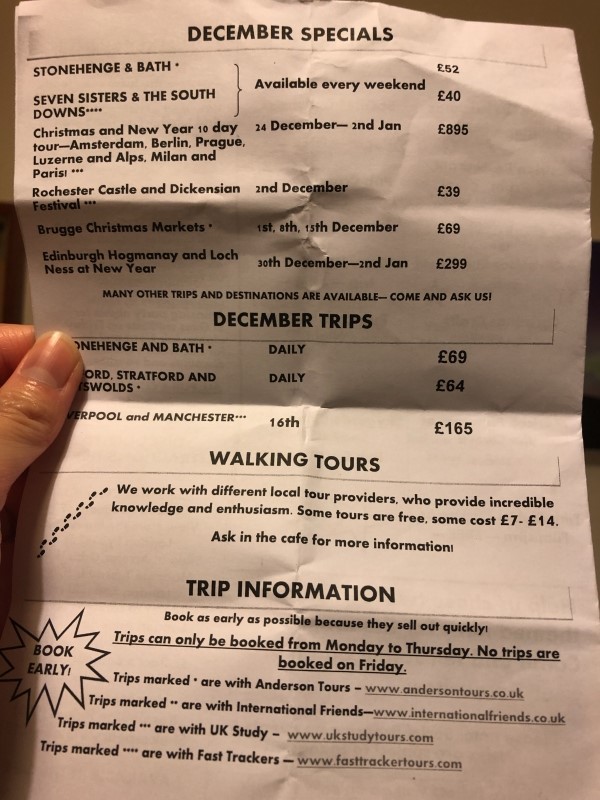 DECEMBER SPECIALS
STONEHENGE & BATH *
£52
Available every weekend
SEVEN SISTERS & THE SOUTH
£40
DOWNS****
Christmas and New Year 10 day
24 December— 2nd Jan
£895
tour—Amsterdam, Berlin, Prague,
Luzerne and Alps, Milan and
Paris! ***
Rochester Castle and Dickensian
2nd December
£39
Festival ***
Brugge Christmas Markets *
1st, 8th, 15th December
£69
Edinburgh Hogmanay and Loch
30th December—2nd Jan
£299
Ness at New Year
MANY OTHER TRIPS AND DESTINATIONS ARE AVAILABLE— COME AND ASK US!
DECEMBER TRIPS
ONEHENGE AND BATH *
DAILY
£69
ORD, STRATFORD AND
DAILY
£64
SWOLDS *
VERPOOL and MANCHESTER***
16th
£165
WALKING TOURS
We work with different local tour providers, who provide incredible
knowledge and enthusiasm. Some tours are free, some cost £7- £14.
Ask in the cafe for more information!
TRIP INFORMATION
Book as early as possible because they sell out quickly!
BOOK
EARLY!
Trips can only be booked from Monday to Thursday. No trips are
booked on Friday.
Trips marked * are with Anderson Tours – www.andersontours.co.uk
Trips marked ** are with International Friends—www.internationalfriends.co.uk
Trips marked *** are with UK Study – www.ukstudytours.com
Trips marked **** are with Fast Trackers — www.fasttrackertours.com